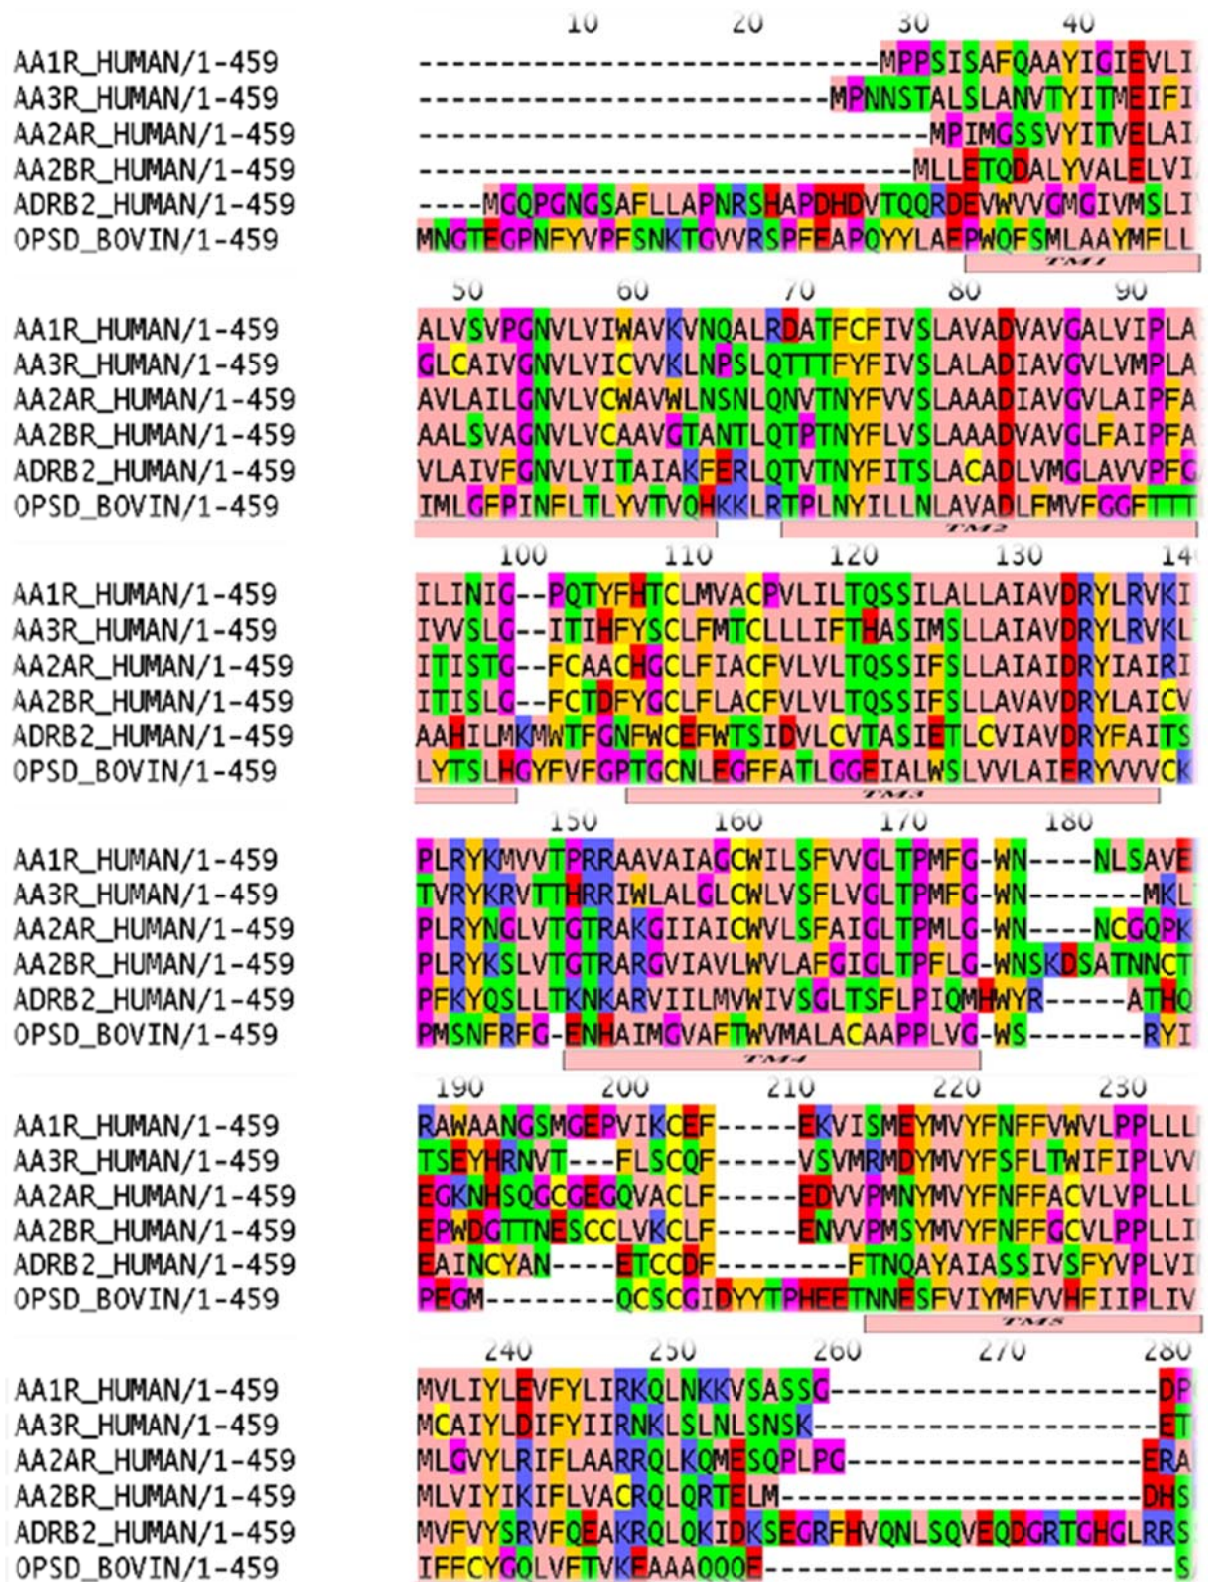 10 20 30 40
AA1R_HUMAN/1-459 ----------------------------MPPSISAFQAAYIGIEVLI
AA3R_HUMAN/1-459 -------------------------MPNNSTALSLANVTYITMEIFI
AA2AR_HUMAN/1-459 -------------------------------MPIMGSSVYITVELAI
AA2BR_HUMAN/1-459 ------------------------------MLLETQDALYVALELVI
ADRB2_HUMAN/1-459 ----MGQPGNGSAFLLAPNRSHAPDHDVTQQRDEVWVVGMGIVMSLI
OPSD_BOVIN/1-459 MNGTEGPNFYVPFSNKTGVVRSPFEAPQYYLAEPWQFSMLAAYMFLL
TM1
50 60 70 80 90
AA1R_HUMAN/1-459 ALVSVPGNVLVIWAVKVNQALRDATFCFIVSLAVADVAVGALVIPLA
AA3R_HUMAN/1-459 GLCAIVGNVLVICVVKLNPSLQTTTFYFIVSLALADIAVGVLVMPLA
AA2AR_HUMAN/1-459 AVLAILGNVLVCWAVWLNSNLQNVTNYFVVSLAAADIAVGVLAIPFA
AA2BR_HUMAN/1-459 AALSVAGNVLVCAAVGTANTLQTPTNYFLVSLAAADVAVGLFAIPFA
ADRB2_HUMAN/1-459 VLAIVFGNVLVITAIAKFERLQTVTNYFITSLACADLVMGLAVVPFG
OPSD_BOVIN/1-459 IMLGFPINFLTLYVTVQHKKLRTPLNYILLNLAVADLFMVFGGFTTT
TM2
100 110 120 130 140
AA1R_HUMAN/1-459 ILINIG--PQTYFHTCLMVACPVLILTQSSILALLAIAVDRYLRVKI
AA3R_HUMAN/1-459 IVVSLG--ITIHFYSCLFMTCLLLIFTHASIMSLLAIAVDRYLRVKL
AA2AR_HUMAN/1-459 ITISTG--FCAACHGCLFIACFVLVLTQSSIFSLLAIAIDRYIAIRI
AA2BR_HUMAN/1-459 ITISLG--FCTDFYGCLFLACFVLVLTQSSIFSLLAVAVDRYLAICV
ADRB2_HUMAN/1-459 AAHILMKMWTFGNFWCEFWTSIDVLCVTASIETLCVIAVDRYFAITS
OPSD_BOVIN/1-459 LYTSLHGYFVFGPTGCNLEGFFATLGGEIALWSLVVLAIERYVVVCK
TM3
150 160 170 180
AA1R_HUMAN/1-459 PLRYKMVVTPRRAAVAIAGCWILSFVVGLTPMFG-WN----NLSAVE
AA3R_HUMAN/1-459 TVRYKRVTTHRRIWLALGLCWLVSFLVGLTPMFG-WN-------MKL
AA2AR_HUMAN/1-459 PLRYNGLVTGTRAKGIIAICWVLSFAIGLTPMLG-WN----NCGQPK
AA2BR_HUMAN/1-459 PLRYKSLVTGTRARGVIAVLWVLAFGIGLTPFLG-WNSKDSATNNCT
ADRB2_HUMAN/1-459 PFKYQSLLTKNKARVIILMVWIVSGLTSFLPIQMHWYR-----ATHQ
OPSD_BOVIN/1-459 PMSNFRFG-ENHAIMGVAFTWVMALACAAPPLVG-WS-------RYI
TM4
190 200 210 220 230
AA1R_HUMAN/1-459 RAWAANGSMGEPVIKCEF-----EKVISMEYMVYFNFFVWVLPPLLL
AA3R_HUMAN/1-459 TSEYHRNVT---FLSCQF-----VSVMRMDYMVYFSFLTWIFIPLVV
AA2AR_HUMAN/1-459 EGKNHSQGCGEGQVACLF-----EDVVPMNYMVYFNFFACVLVPLLL
AA2BR_HUMAN/1-459 EPWDGTTNESCCLVKCLF-----ENVVPMSYMVYFNFFGCVLPPLLI
ADRB2_HUMAN/1-459 EAINCYAN----ETCCDF--------FTNQAYAIASSIVSFYVPLVI
OPSD_BOVIN/1-459 PEGM--------QCSCGIDYYTPHEETNNESFVIYMFVVHFIIPLIV
TM5
240 250 260 270 280
AA1R_HUMAN/1-459 MVLIYLEVFYLIRKQLNKKVSASSG--------------------DP
AA3R_HUMAN/1-459 MCAIYLDIFYIIRNKLSLNLSNSK---------------------ET
AA2AR_HUMAN/1-459 MLGVYLRIFLAARRQLKQMESQPLPG------------------ERA
AA2BR_HUMAN/1-459 MLVIYIKIFLVACRQLQRTELM----------------------DHS
ADRB2_HUMAN/1-459 MVFVYSRVFQEAKRQLQKIDKSEGRFHVQNLSQVEQDGRTGHGLRRS
OPSD_BOVIN/1-459 IFFCYGQLVFTVKEAAAQQQE-------------------------S